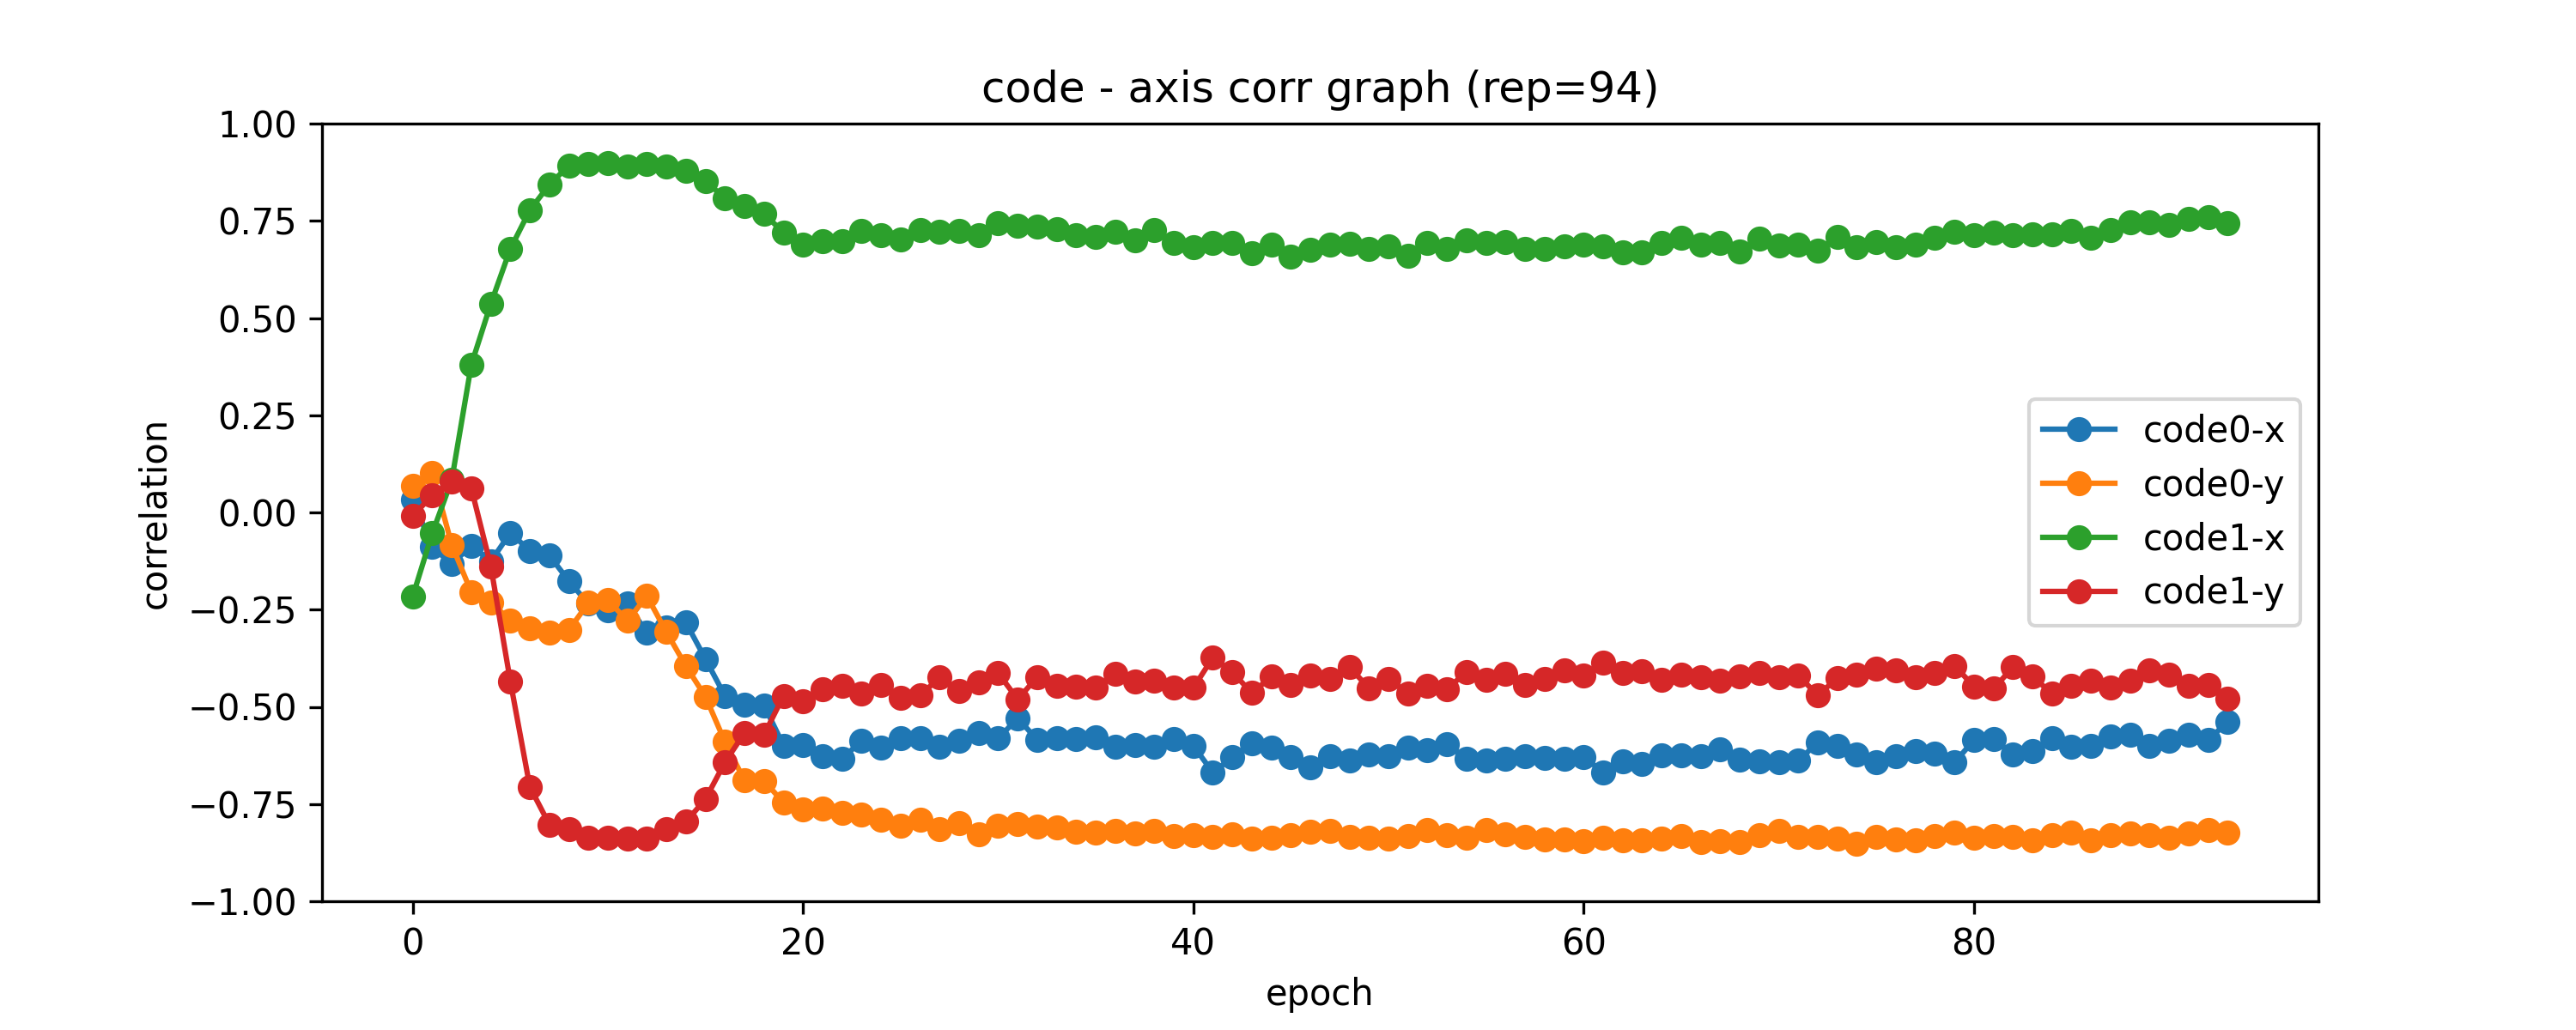 code - axis corr graph (rep=94)
1.00
0.75
0.50
0.25
0.00
−0.25
−0.50
−0.75
−1.00
correlation
code0-x
code0-y
code1-x
code1-y
0 20 40 60 80
epoch